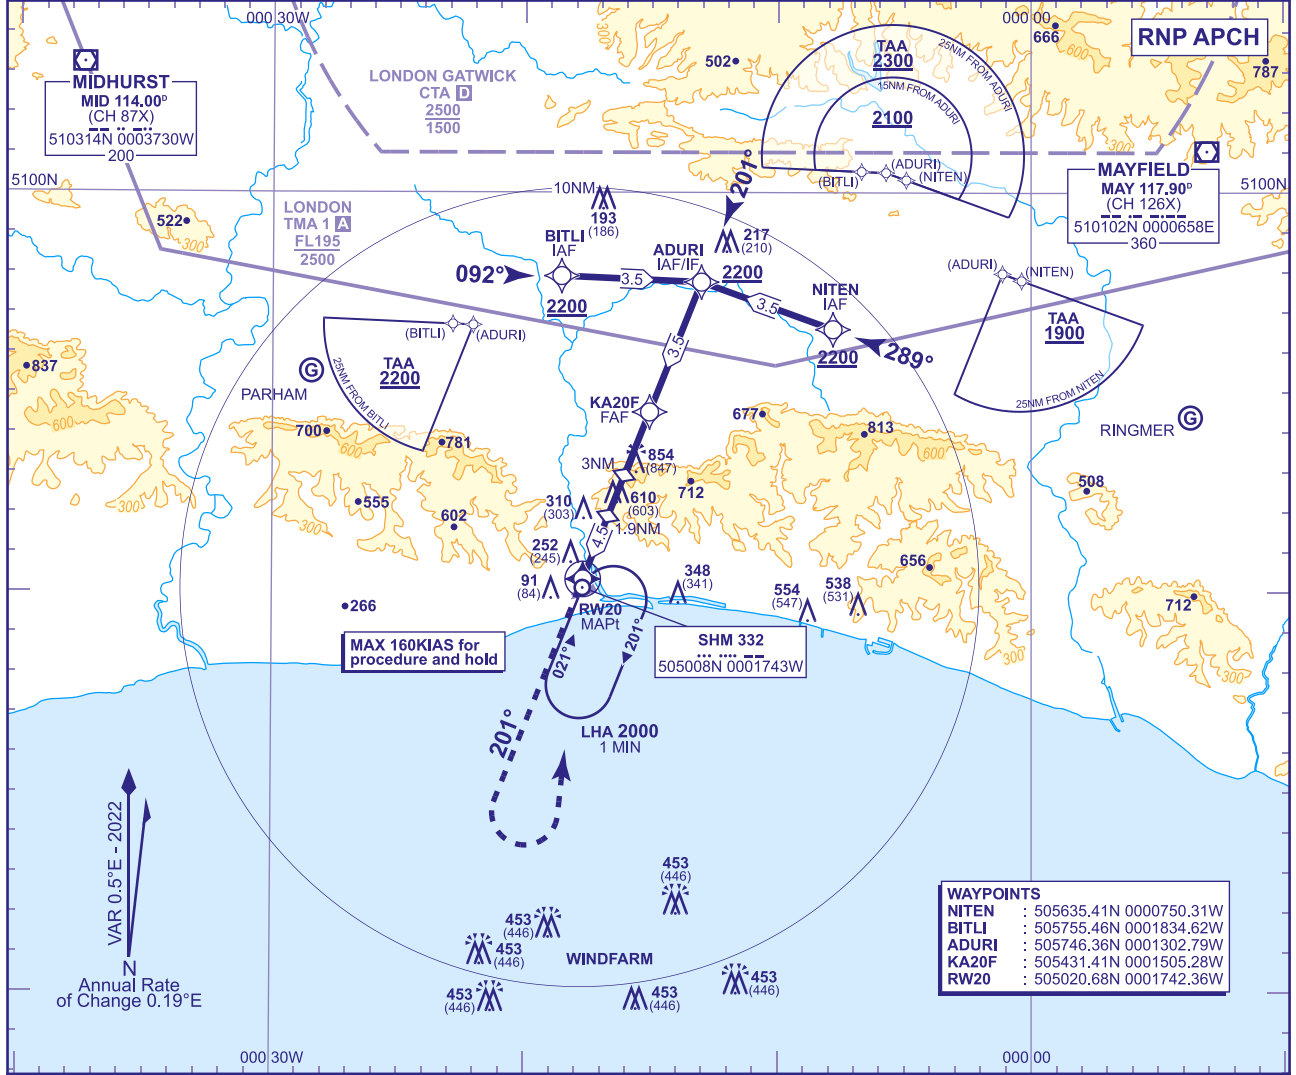 000 30W
000 00
RNP APCH
666
600
787
300
502
TAA
2300
25NM FROM ADURI
15NM FROM ADURI
2100
(BITLI)
(ADURI)
(NITEN)
MIDHURST
MID 114.00ᴰ
(CH 87X)
510314N 0003730W
200
LONDON GATWICK
CTA D
2500
1500
MAYFIELD
MAY 117.90ᴰ
(CH 126X)
510102N 0000658E
360
5100N
5100N
522
300
LONDON
TMA 1 A
FL195
2500
10NM
193
(186)
201°
217
(210)
BITLI
IAF
092°
2200
3.5
ADURI
IAF/IF
2200
3.5
NITEN
IAF
2200
289°
3.5
(ADURI)
(NITEN)
TAA
1900
25NM FROM NITEN
(BITLI)
(ADURI)
TAA
2200
25NM FROM BITLI
837
600
300
G
PARHAM
KA20F
FAF
677
813
600
G
RINGMER
700
600
781
854
(847)
3NM
712
508
300
555
300
602
310
(303)
610
(603)
1.9NM
4.5
300
252
(245)
656
91
(84)
348
(341)
554
(547)
538
(531)
712
266
RW20
MAPt
300
300
MAX 160KIAS for
procedure and hold
SHM 332
505008N 0001743W
021°
201°
201°
LHA 2000
1 MIN
VAR 0.5°E - 2022
N
Annual Rate
of Change 0.19°E
453
(446)
453
(446)
453
(446)
WINDFARM
453
(446)
453
(446)
453
(446)
WAYPOINTS
NITEN : 505635.41N 0000750.31W
BITLI : 505755.46N 0001834.62W
ADURI : 505746.36N 0001302.79W
KA20F : 505431.41N 0001505.28W
RW20 : 505020.68N 0001742.36W
000 30W
000 00